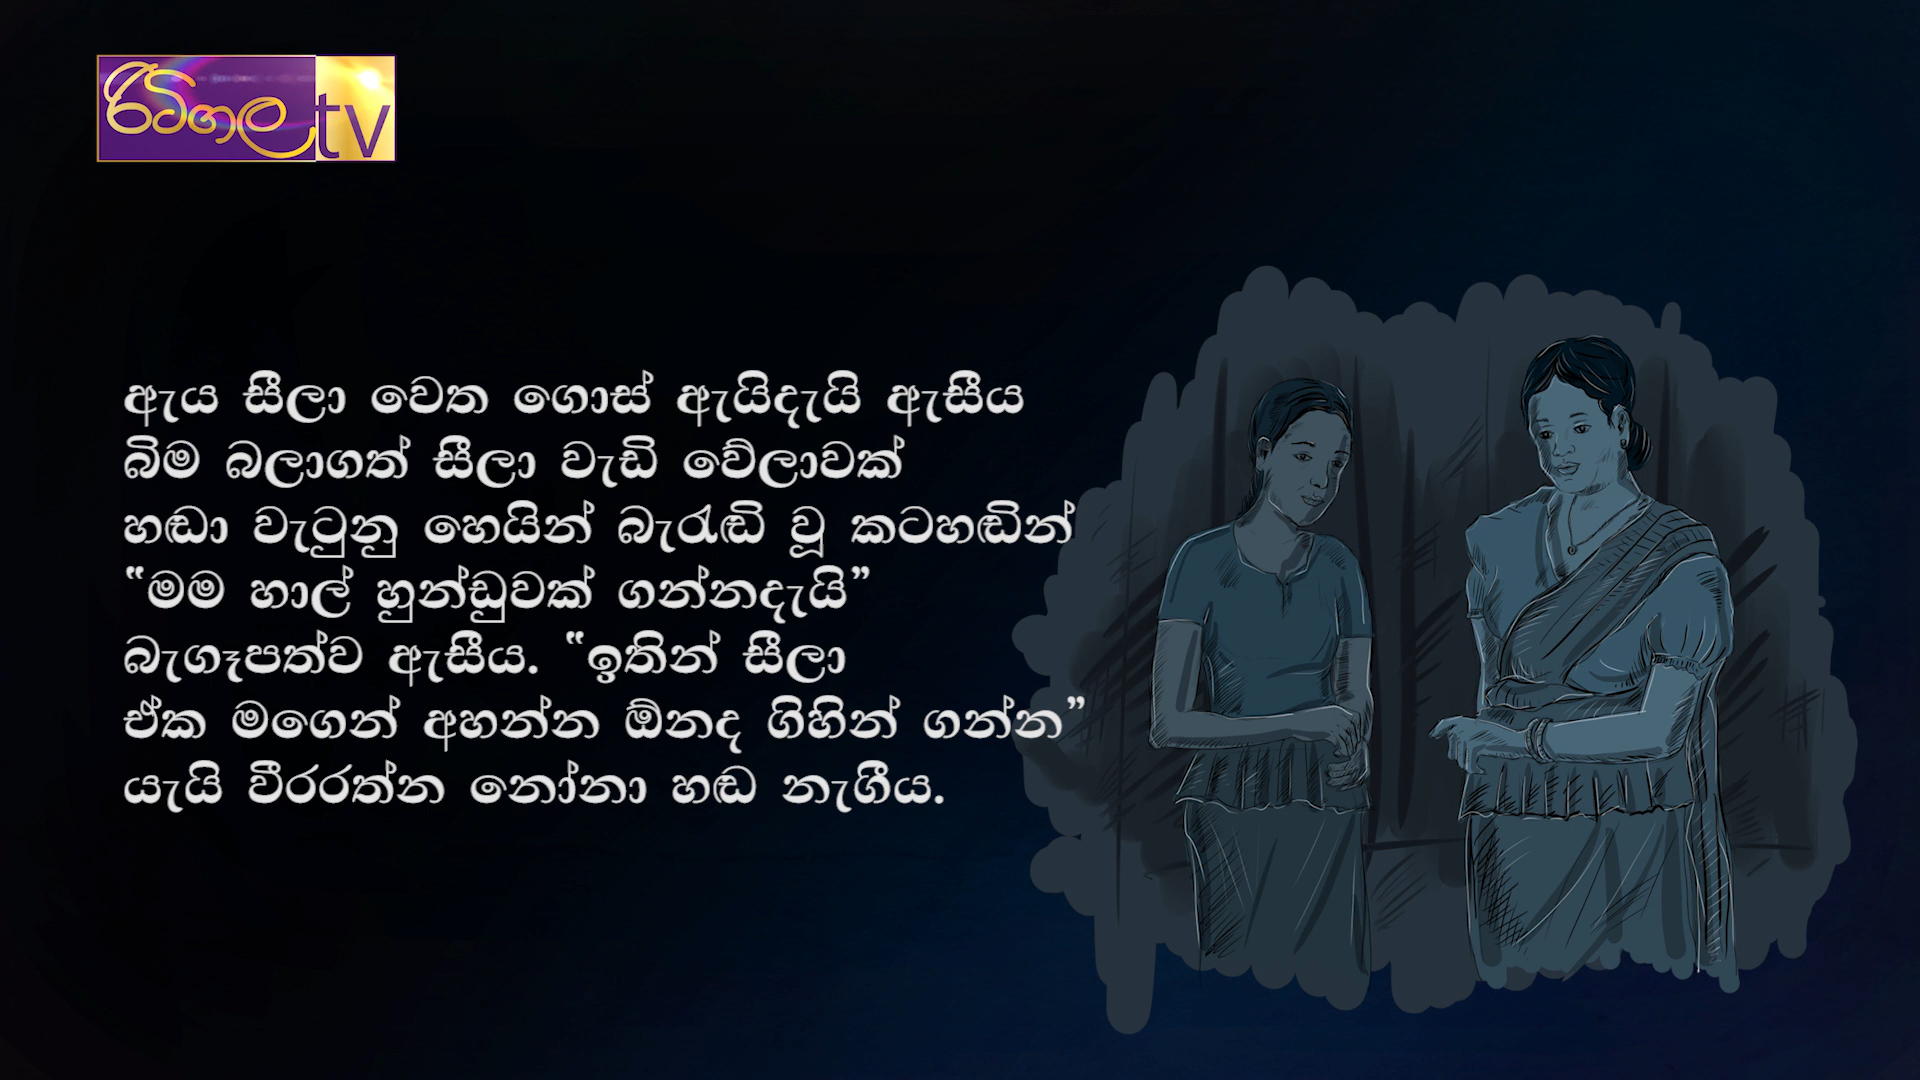 රිටිගල tv
ඇය සීලා වෙත ගොස් ඇයිදැයි ඇසීය
බිම බලාගත් සීලා වැඩි වේලාවක්
හඬා වැටුනු හෙයින් බැරෑඬි වූ කටහඬින්
“මම හාල් හුන්ඩුවක් ගන්නදැයි”
බැගෑපත්ව ඇසීය. “ඉතින් සීලා
ඒක මගෙන් අහන්න ඕනද ගිහින් ගන්න”
යැයි වීරරත්න නෝනා හඬ නැගීය.